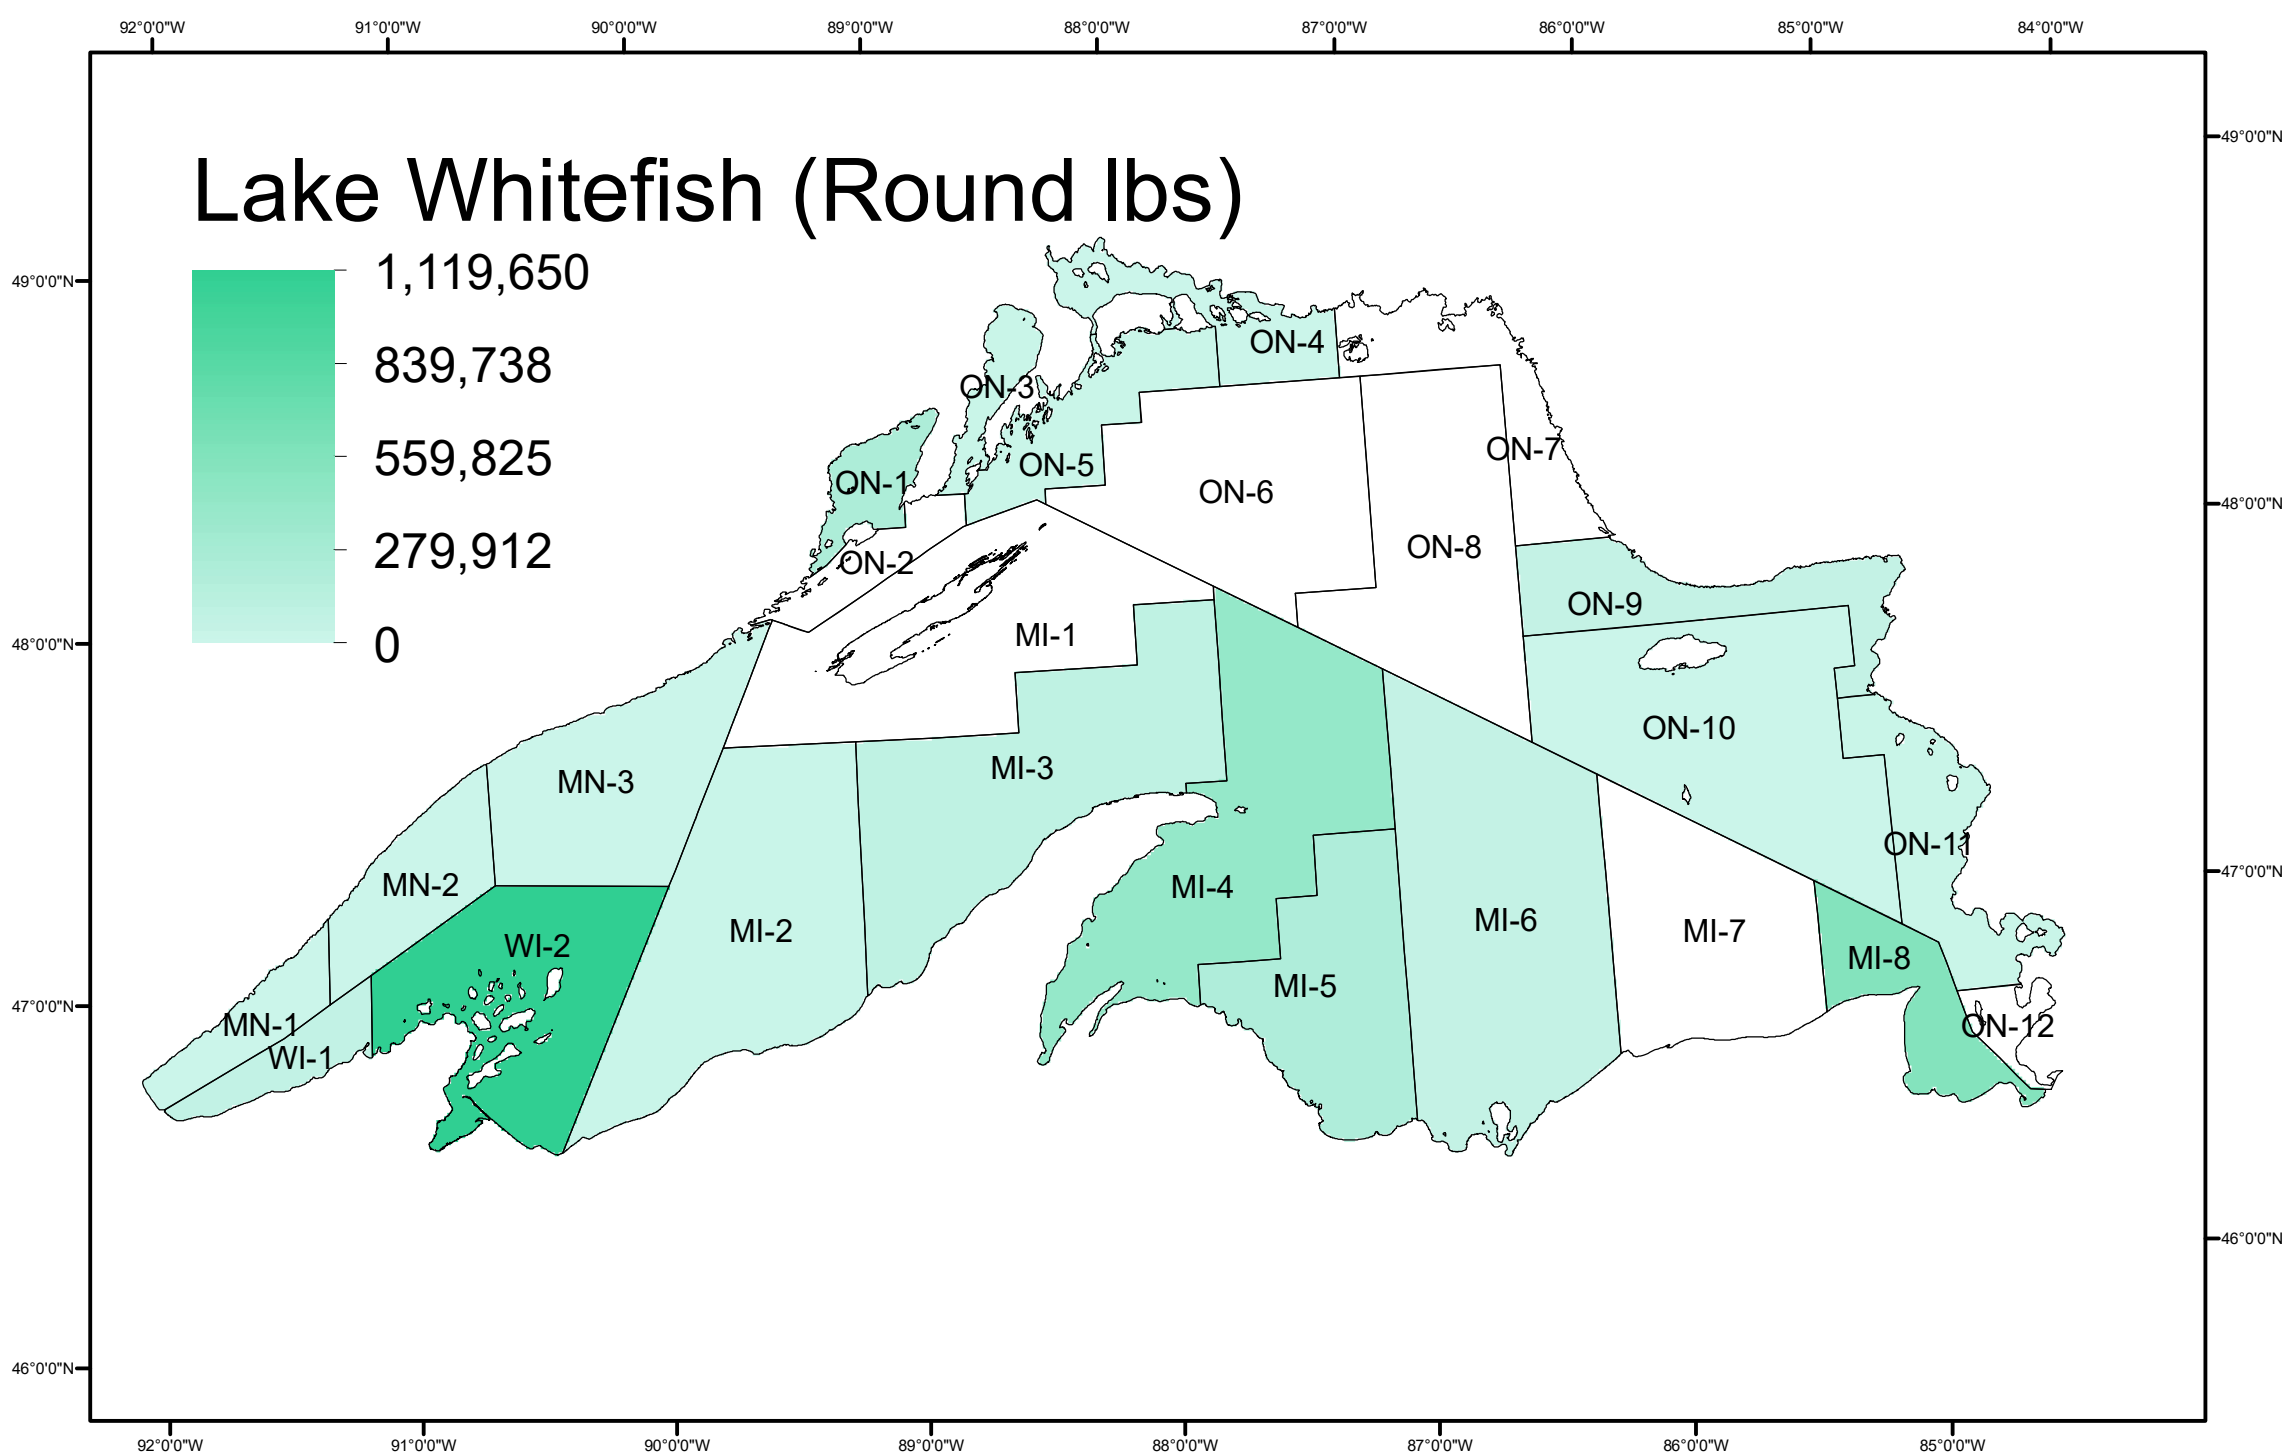 92°0'0"W 91°0'0"W 90°0'0"W 89°0'0"W 88°0'0"W 87°0'0"W 86°0'0"W 85°0'0"W 84°0'0"W
49°0'0"N
Lake Whitefish (Round lbs)
1,119,650
49°0'0"N
ON-4
839,738
ON-3
ON-7
559,825
ON-5
ON-1
ON-6
48°0'0"N
279,912
ON-8
ON-2
ON-9
MI-1
0
48°0'0"N
ON-10
MI-3
MN-3
ON-11
47°0'0"N
MN-2
MI-4
MI-6
MI-2
MI-7
WI-2
MI-8
MI-5
47°0'0"N
MN-1
ON-12
WI-1
46°0'0"N
46°0'0"N
92°0'0"W 91°0'0"W 90°0'0"W 89°0'0"W 88°0'0"W 87°0'0"W 86°0'0"W 85°0'0"W